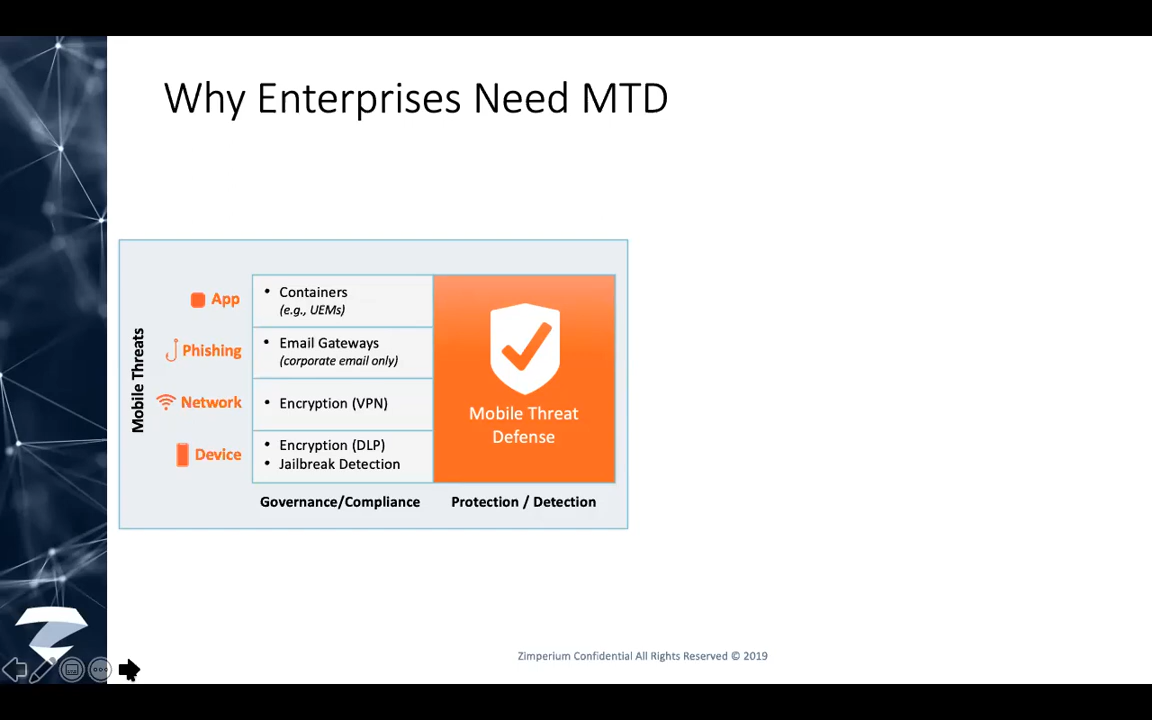 Why Enterprises Need MTD
Mobile Threats
App
• Containers
(e.g., UEMs)
Phishing
• Email Gateways
(corporate email only)
Network
• Encryption (VPN)
Device
• Encryption (DLP)
• Jailbreak Detection
Mobile Threat
Defense
Governance/Compliance
Protection / Detection
Zimperium Confidential All Rights Reserved © 2019